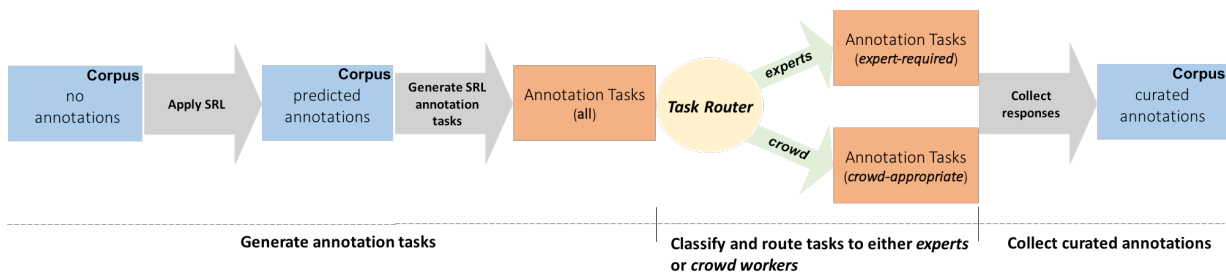 Corpus
no
annotations
Apply SRL
Corpus
predicted
annotations
Generate SRL
annotation
tasks
Annotation Tasks
(all)
Task Router
experts
crowd
Annotation Tasks
(expert-required)
Annotation Tasks
(crowd-appropriate)
Collect
responses
Corpus
curated
annotations
Generate annotation tasks
Classify and route tasks to either experts
or crowd workers
Collect curated annotations